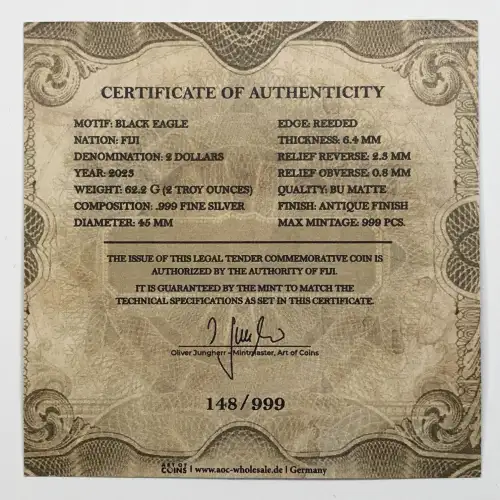 CERTIFICATE OF AUTHENTICITY
MOTIF: BLACK EAGLE
NATION: FIJI
DENOMINATION: 2 DOLLARS
YEAR: 2023
WEIGHT: 62.2 G (2 TROY OUNCES)
COMPOSITION: .999 FINE SILVER
DIAMETER: 45 MM
EDGE: REEDED
THICKNESS: 6.4 MM
RELIEF REVERSE: 2.3 MM
RELIEF OBVERSE: 0.8 MM
QUALITY: BU MATTE
FINISH: ANTIQUE FINISH
MAX MINTAGE: 999 PCS.
THE ISSUE OF THIS LEGAL TENDER COMMEMORATIVE COIN IS
AUTHORIZED BY THE AUTHORITY OF FIJI.
IT IS GUARANTEED BY THE MINT TO MATCH THE
TECHNICAL SPECIFICATIONS AS SET IN THIS CERTIFICATE.
Oliver Jungherr – Mintmaster, Art of Coins
148/999
ART OF
COINS | www.aoc-wholesale.de | Germany